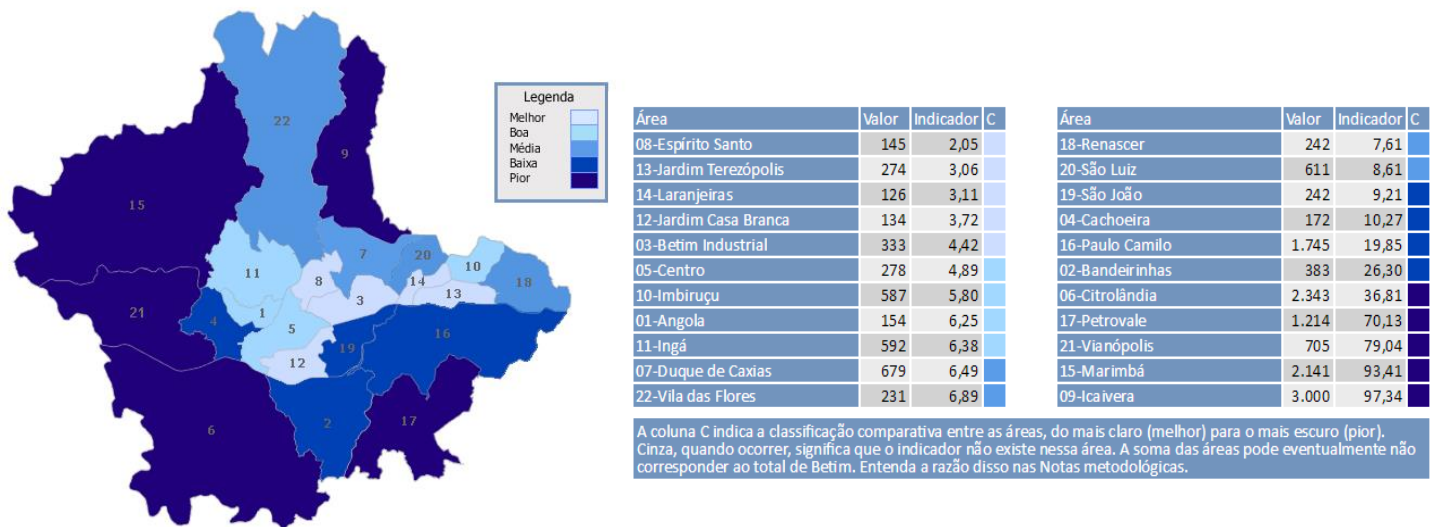 22
9
15
7
20
10
11
8
14
18
13
3
21
1
4
5
16
19
12
2
17
6
Legenda
Melhor
Boa
Média
Baixa
Pior
Área Valor Indicador C
08-Espírito Santo 145 2,05
13-Jardim Terezópolis 274 3,06
14-Laranjeiras 126 3,11
12-Jardim Casa Branca 134 3,72
03-Betim Industrial 333 4,42
05-Centro 278 4,89
10-Imbiruçu 587 5,80
01-Angola 154 6,25
11-Ingá 592 6,38
07-Duque de Caxias 679 6,49
22-Vila das Flores 231 6,89
Área Valor Indicador C
18-Renascer 242 7,61
20-São Luiz 611 8,61
19-São João 242 9,21
04-Cachoeira 172 10,27
16-Paulo Camilo 1.745 19,85
02-Bandeirinhas 383 26,30
06-Citrolândia 2.343 36,81
17-Petrovale 1.214 70,13
21-Vianópolis 705 79,04
15-Marimbá 2.141 93,41
09-Icaivera 3.000 97,34
A coluna C indica a classificação comparativa entre as áreas, do mais claro (melhor) para o mais escuro (pior).
Cinza, quando ocorrer, significa que o indicador não existe nessa área. A soma das áreas pode eventualmente não
corresponder ao total de Betim. Entenda a razão disso nas Notas metodológicas.